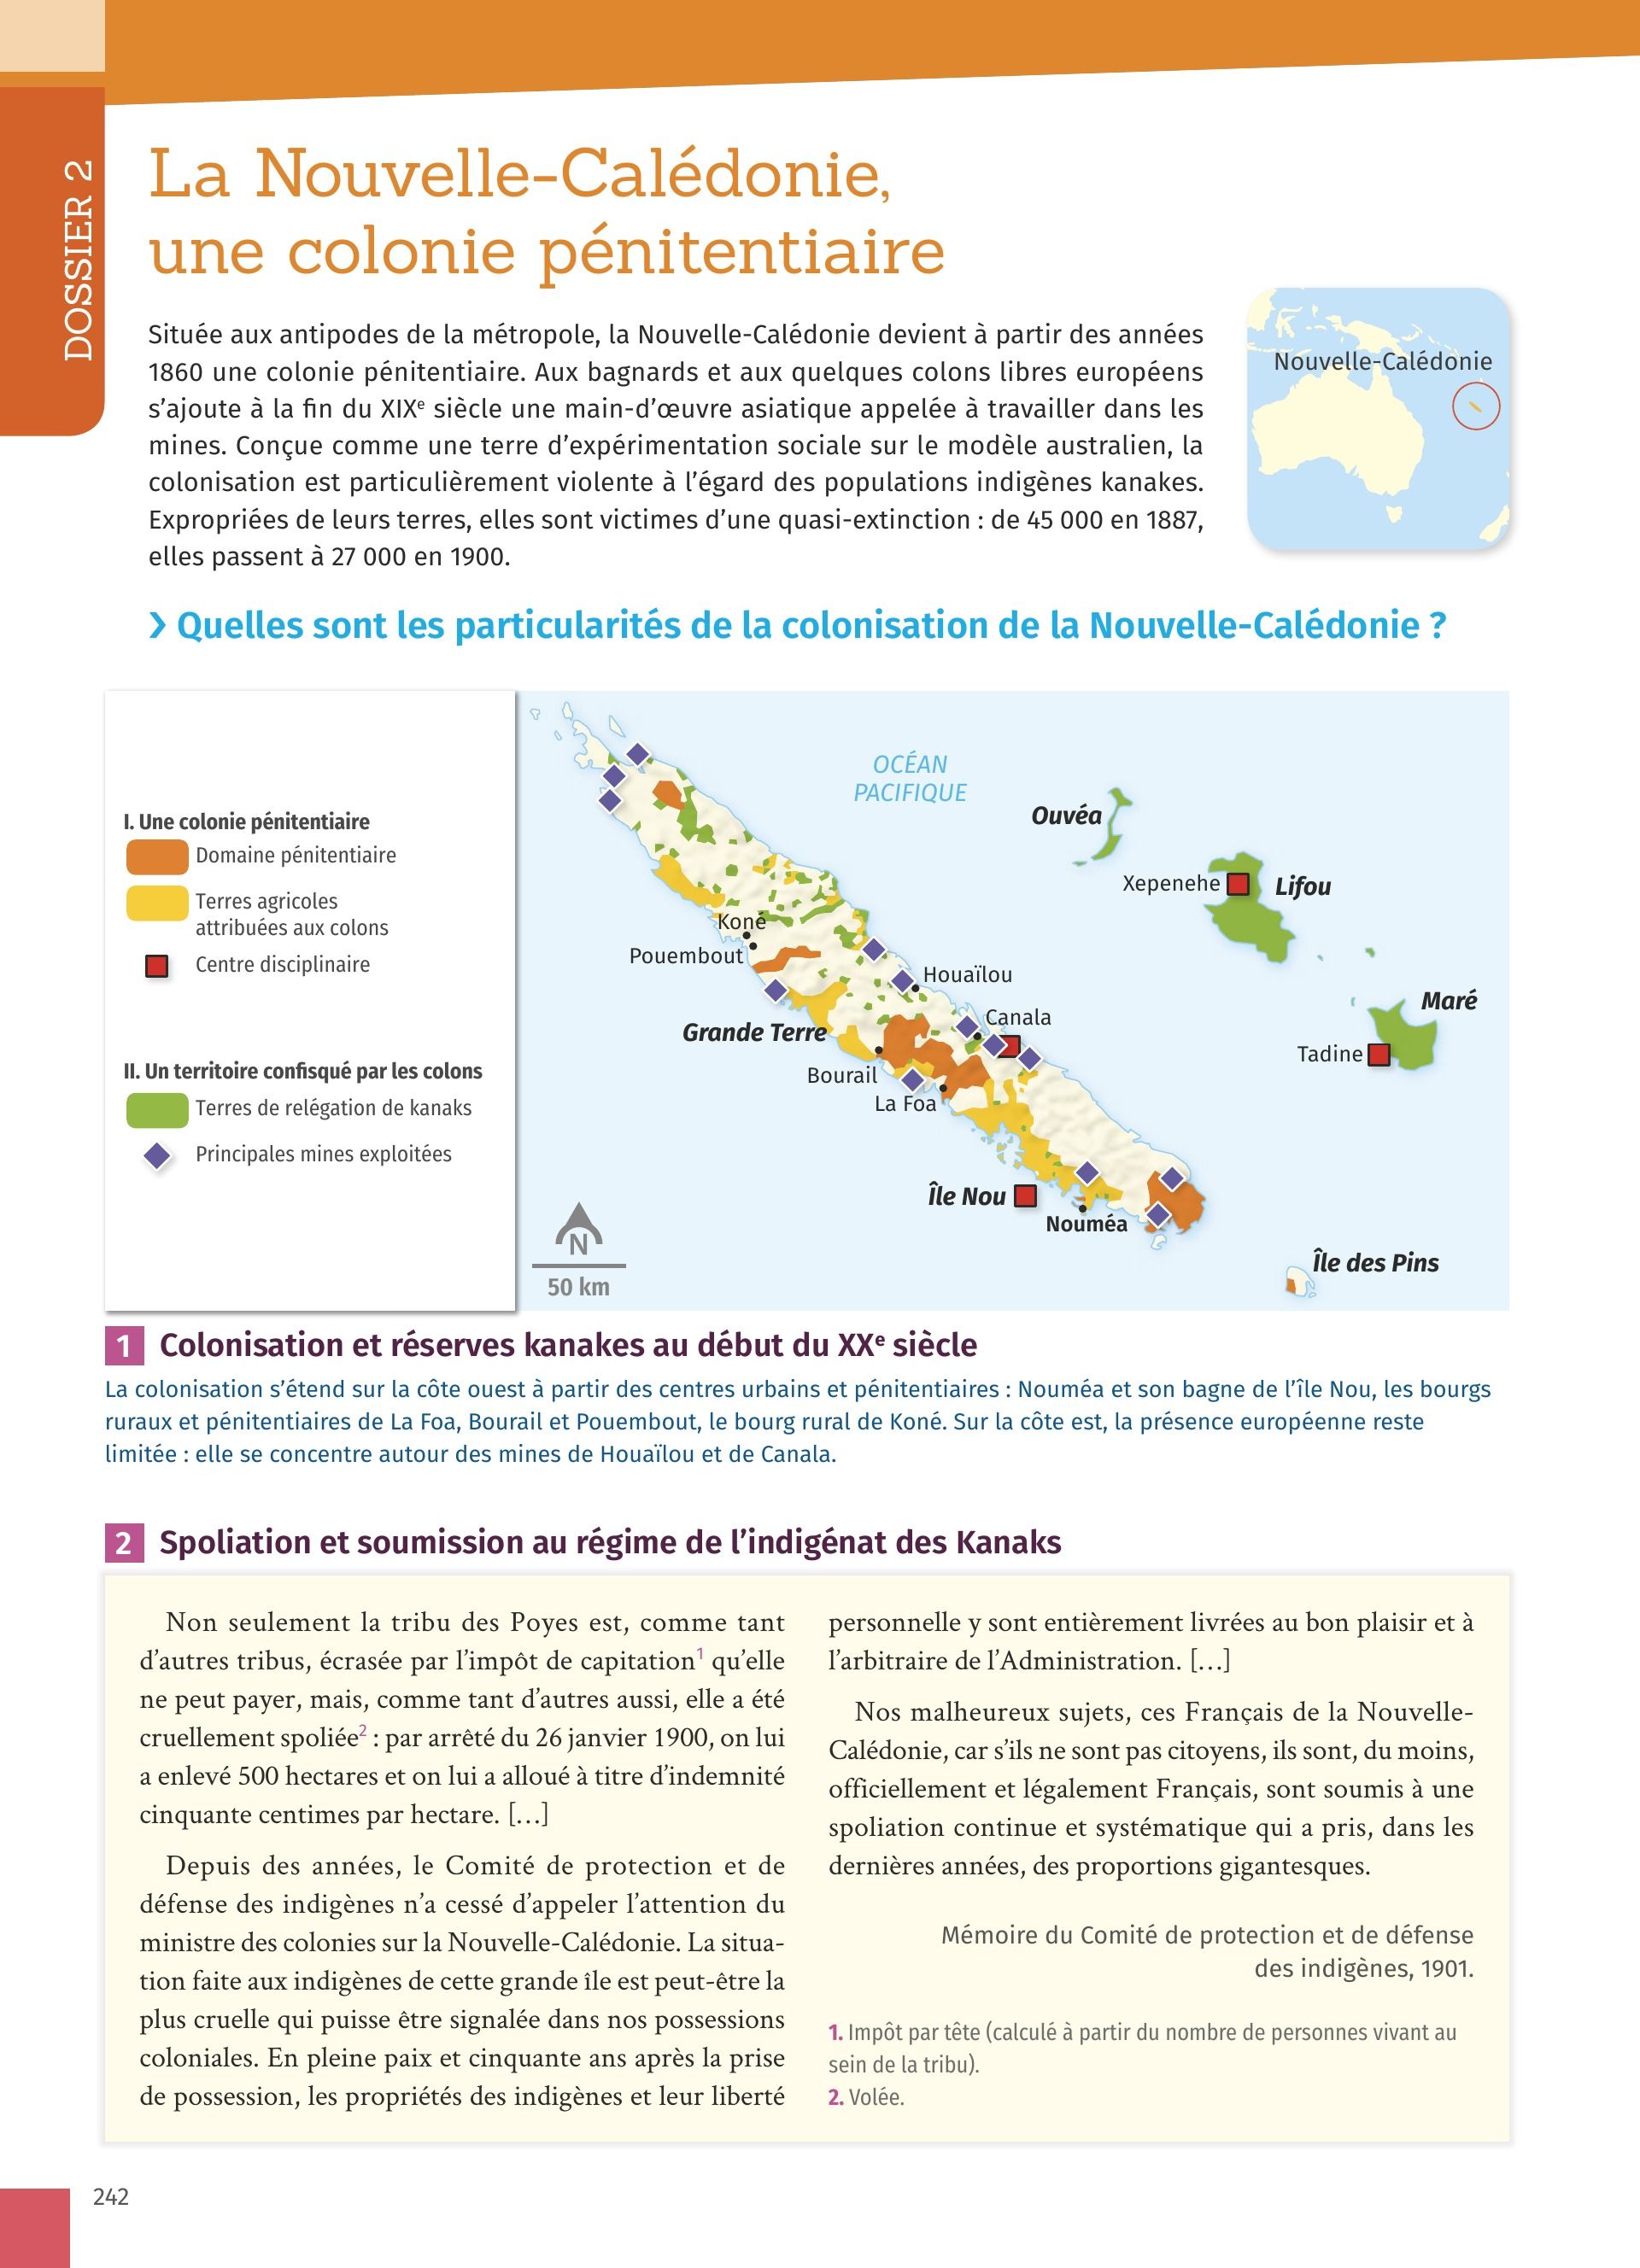 DOSSIER 2
La Nouvelle-Calédonie,
une colonie pénitentiaire
Située aux antipodes de la métropole, la Nouvelle-Calédonie devient à partir des années
1860 une colonie pénitentiaire. Aux bagnards et aux quelques colons libres européens
s’ajoute à la fin du XIXe siècle une main-d’œuvre asiatique appelée à travailler dans les
mines. Conçue comme une terre d’expérimentation sociale sur le modèle australien, la
colonisation est particulièrement violente à l’égard des populations indigènes kanakes.
Expropriées de leurs terres, elles sont victimes d’une quasi-extinction : de 45 000 en 1887,
elles passent à 27 000 en 1900.
Nouvelle-Calédonie
› Quelles sont les particularités de la colonisation de la Nouvelle-Calédonie ?
I. Une colonie pénitentiaire
Domaine pénitentiaire
Terres agricoles
attribuées aux colons
Centre disciplinaire
II. Un territoire confisqué par les colons
Terres de relégation de kanaks
Principales mines exploitées
OCÉAN
PACIFIQUE
Ouvéa
Xepenehe
Lifou
Koné
Pouembout
Houaïlou
Maré
Canala
Grande Terre
Tadine
Bourail
La Foa
Île Nou
Nouméa
N
Île des Pins
50 km
1 Colonisation et réserves kanakes au début du XXe siècle
La colonisation s’étend sur la côte ouest à partir des centres urbains et pénitentiaires : Nouméa et son bagne de l’île Nou, les bourgs
ruraux et pénitentiaires de La Foa, Bourail et Pouembout, le bourg rural de Koné. Sur la côte est, la présence européenne reste
limitée : elle se concentre autour des mines de Houaïlou et de Canala.
2 Spoliation et soumission au régime de l’indigénat des Kanaks
Non seulement la tribu des Poyes est, comme tant
d’autres tribus, écrasée par l’impôt de capitation1 qu’elle
ne peut payer, mais, comme tant d’autres aussi, elle a été
cruellement spoliée2 : par arrêté du 26 janvier 1900, on lui
a enlevé 500 hectares et on lui a alloué à titre d’indemnité
cinquante centimes par hectare. […]
Depuis des années, le Comité de protection et de
défense des indigènes n’a cessé d’appeler l’attention du
ministre des colonies sur la Nouvelle-Calédonie. La situa-
tion faite aux indigènes de cette grande île est peut-être la
plus cruelle qui puisse être signalée dans nos possessions
coloniales. En pleine paix et cinquante ans après la prise
de possession, les propriétés des indigènes et leur liberté
personnelle y sont entièrement livrées au bon plaisir et à
l’arbitraire de l’Administration. […]
Nos malheureux sujets, ces Français de la Nouvelle-
Calédonie, car s’ils ne sont pas citoyens, ils sont, du moins,
officiellement et légalement Français, sont soumis à une
spoliation continue et systématique qui a pris, dans les
dernières années, des proportions gigantesques.
Mémoire du Comité de protection et de défense
des indigènes, 1901.
1. Impôt par tête (calculé à partir du nombre de personnes vivant au
sein de la tribu).
2. Volée.
242